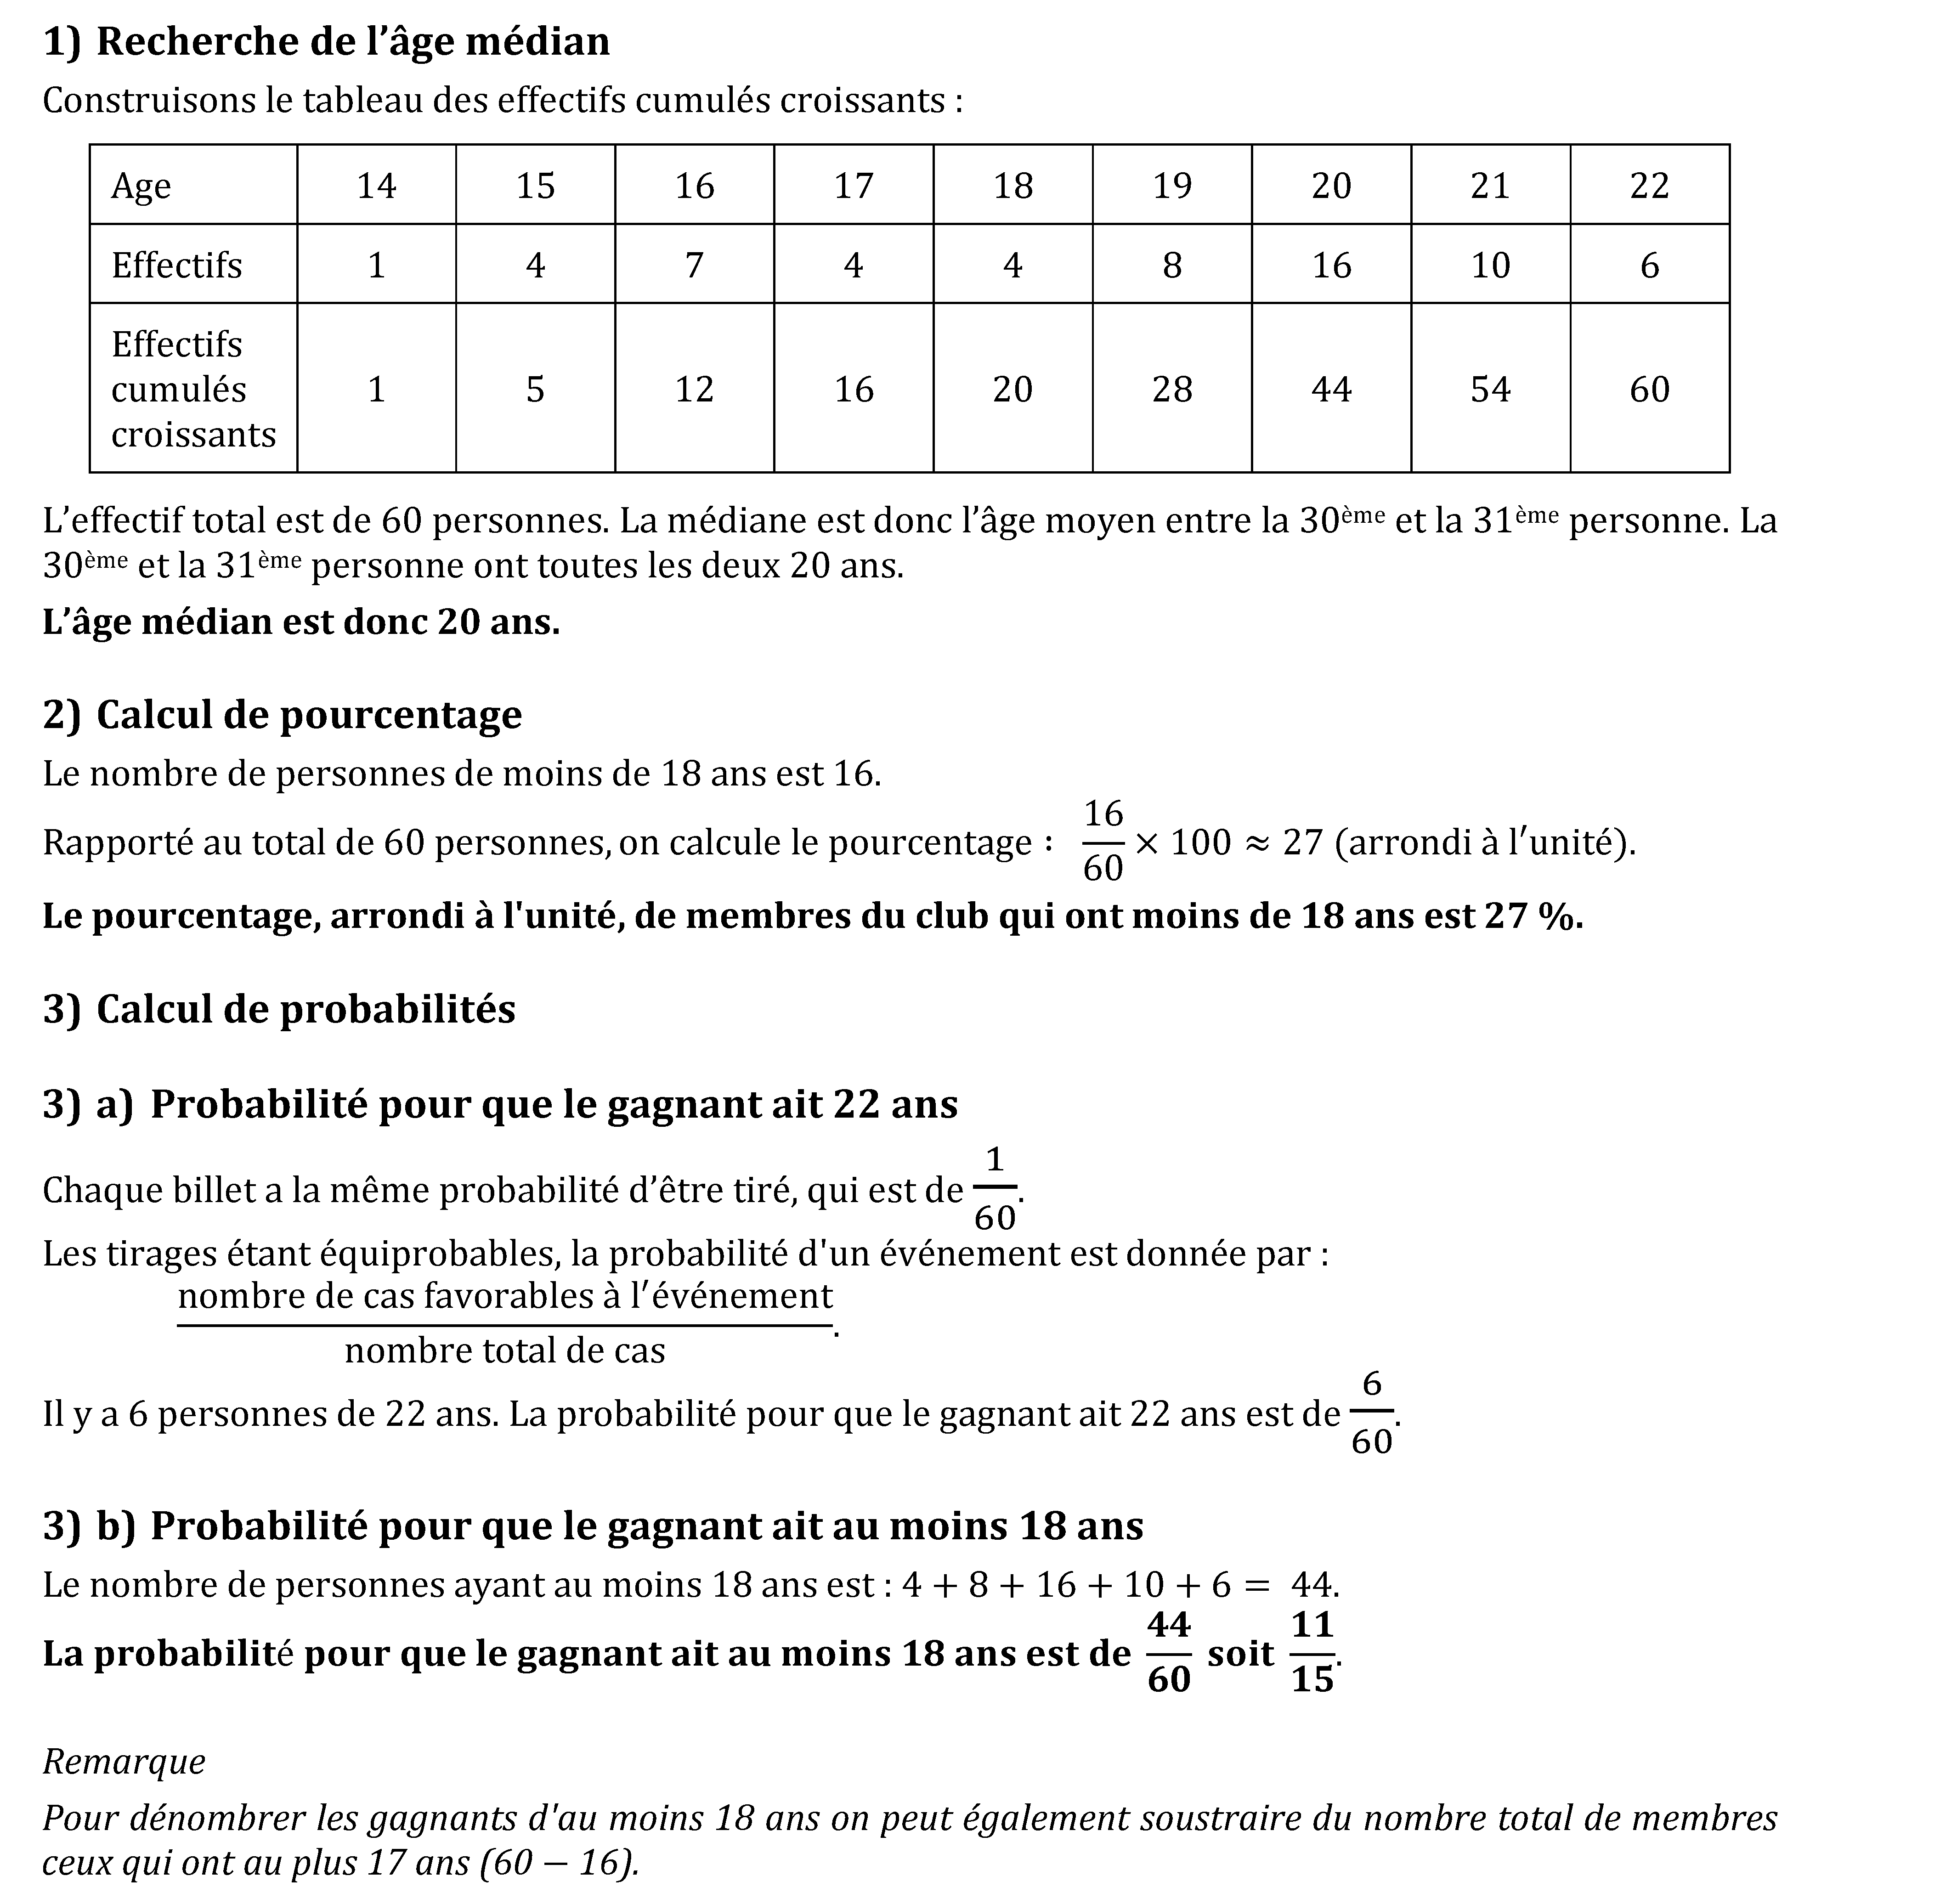 1) Recherche de l’âge médian
Construisons le tableau des effectifs cumulés croissants :
Age 14 15 16 17 18 19 20 21 22
Effectifs 1 4 7 4 4 8 16 10 6
Effectifs
cumulés 1 5 12 16 20 28 44 54 60
croissants
L’effectif total est de 60 personnes. La médiane est donc l’âge moyen entre la 30ème et la 31ème personne. La
30ème et la 31ème personne ont toutes les deux 20 ans.
L’âge médian est donc 20 ans.
2) Calcul de pourcentage
Le nombre de personnes de moins de 18 ans est 16.
Rapporté au total de 60 personnes, on calcule le pourcentage : 16/60 × 100 ≈ 27 (arrondi à l′unité).
Le pourcentage, arrondi à l'unité, de membres du club qui ont moins de 18 ans est 27 %.
3) Calcul de probabilités
3) a) Probabilité pour que le gagnant ait 22 ans
Chaque billet a la même probabilité d’être tiré, qui est de 1/60.
Les tirages étant équiprobables, la probabilité d'un événement est donnée par :
nombre de cas favorables à l′événement
nombre total de cas.
Il y a 6 personnes de 22 ans. La probabilité pour que le gagnant ait 22 ans est de 6/60.
3) b) Probabilité pour que le gagnant ait au moins 18 ans
Le nombre de personnes ayant au moins 18 ans est : 4 + 8 + 16 + 10 + 6 = 44.
La probabilité pour que le gagnant ait au moins 18 ans est de 44/60 soit 11/15.
Remarque
Pour dénombrer les gagnants d'au moins 18 ans on peut également soustraire du nombre total de membres
ceux qui ont au plus 17 ans (60 − 16).